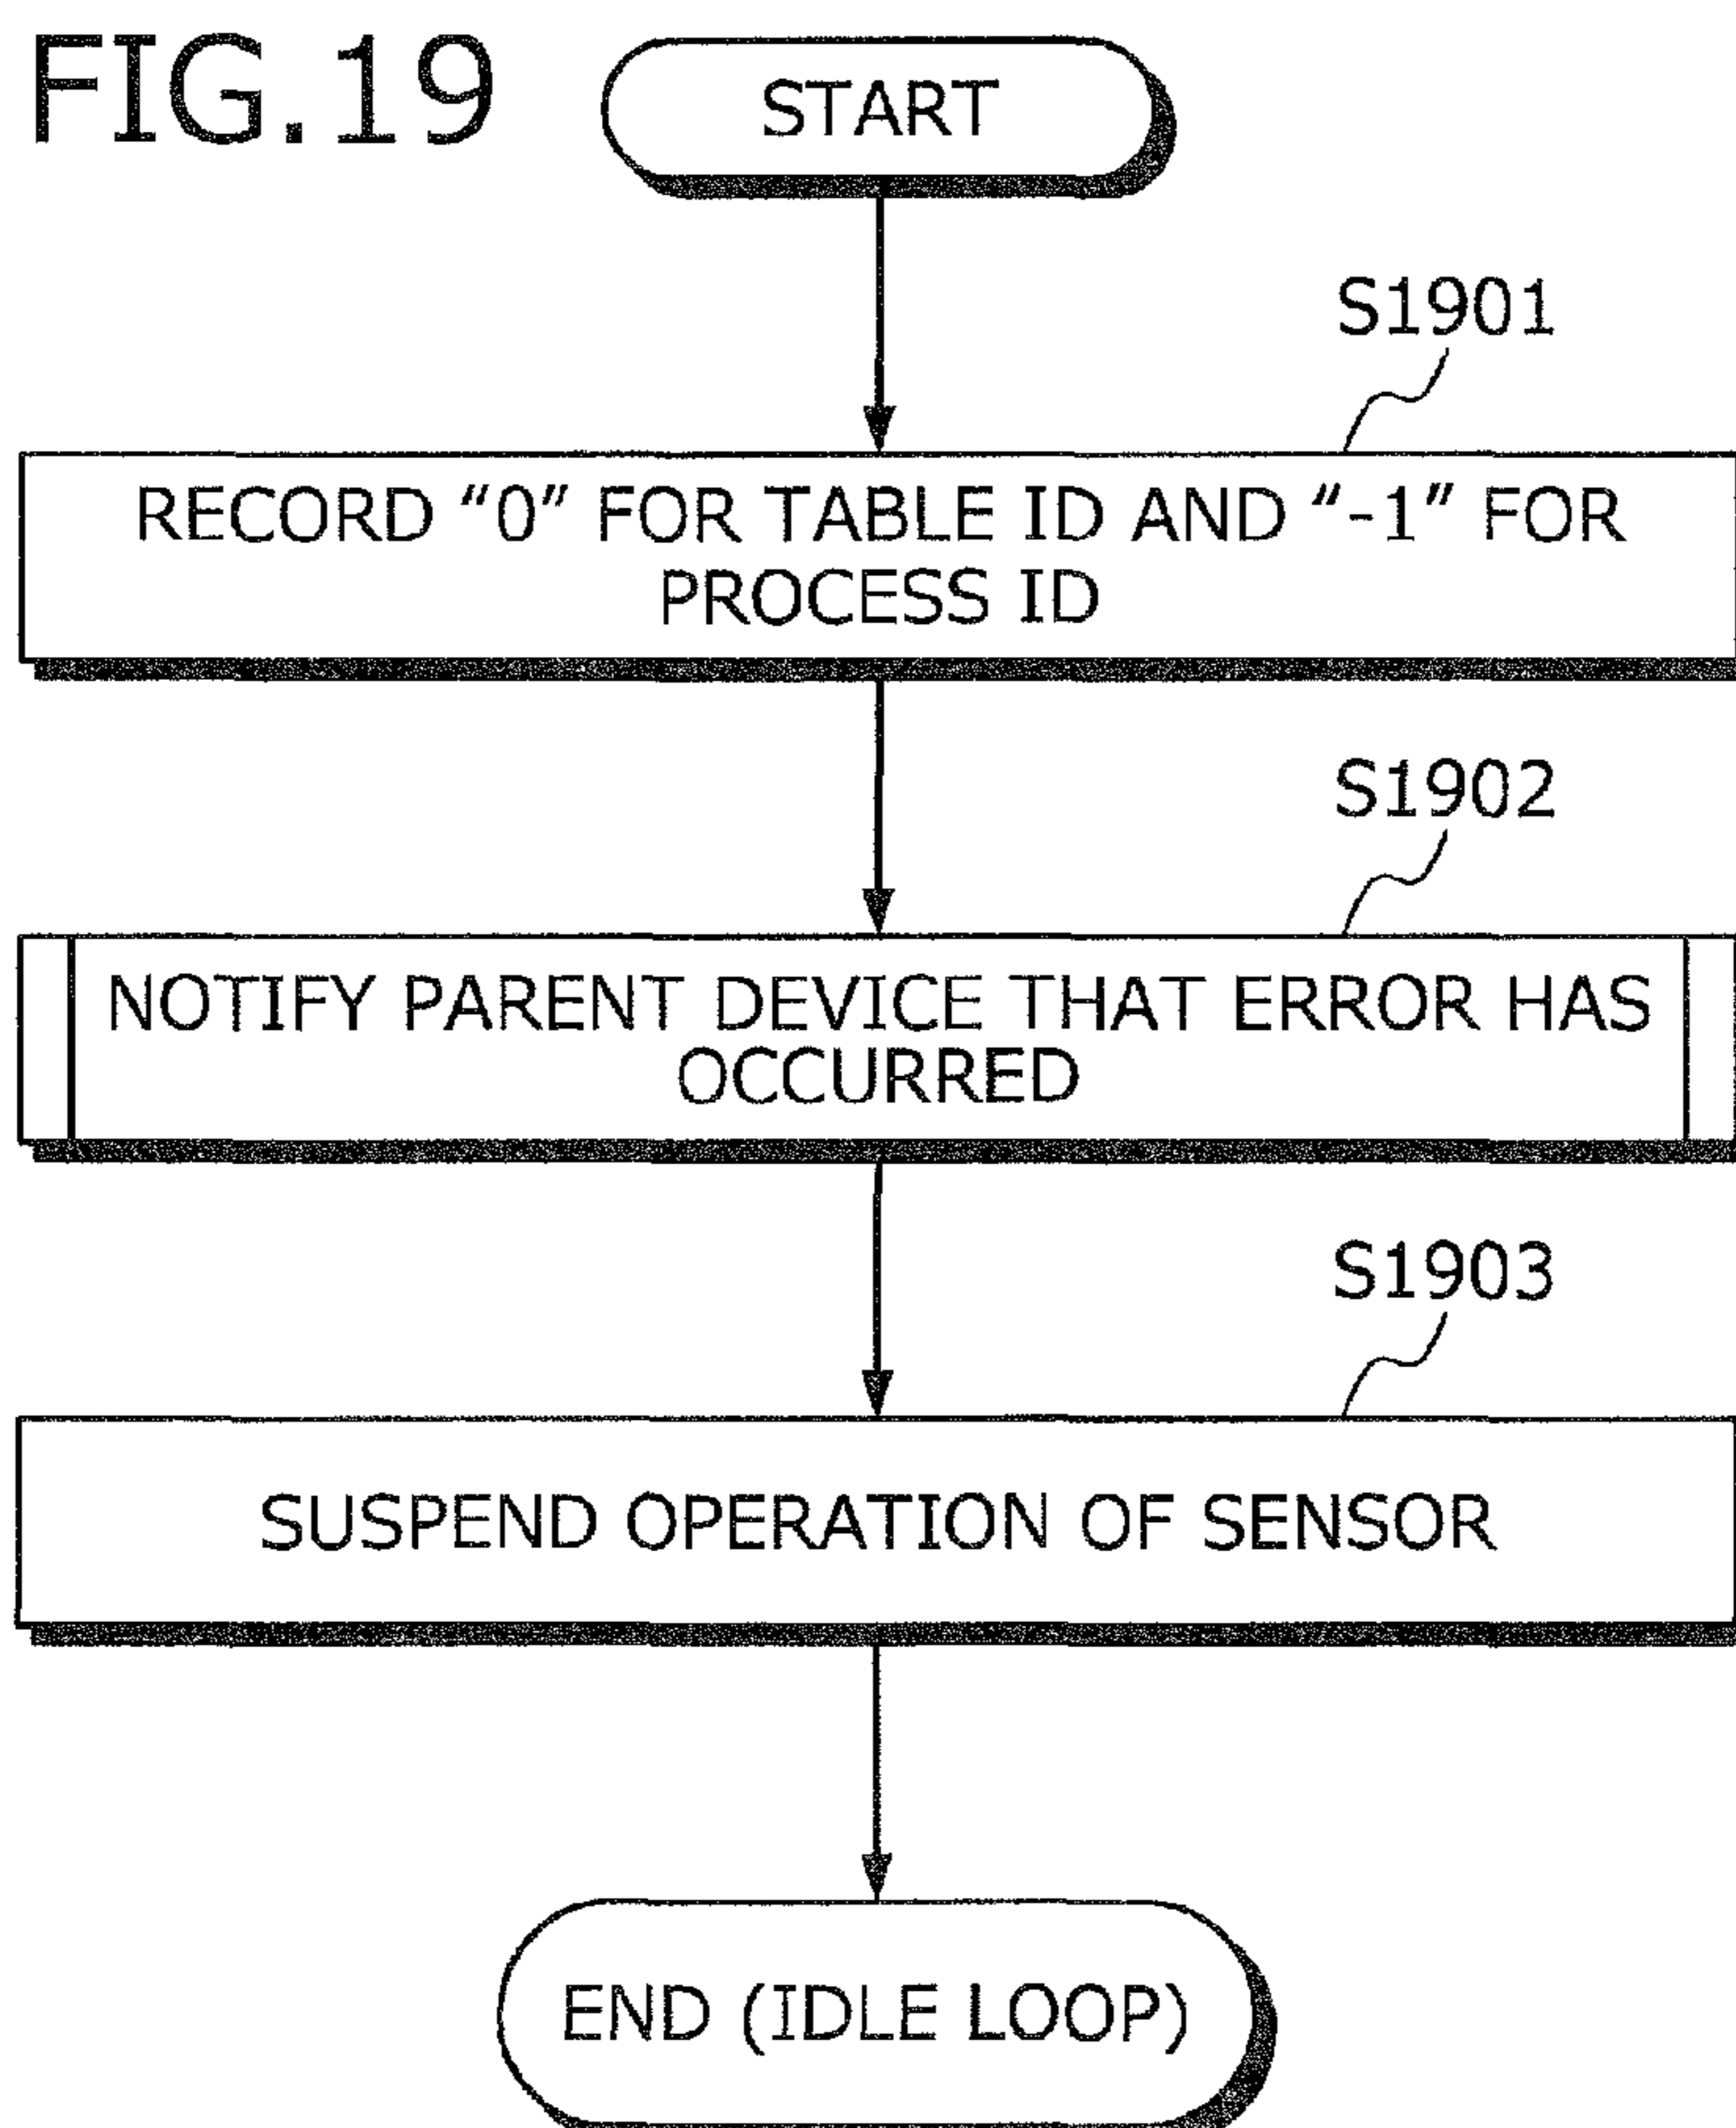 FIG.19
START
S1901
RECORD “0” FOR TABLE ID AND “-1” FOR
PROCESS ID
S1902
NOTIFY PARENT DEVICE THAT ERROR HAS
OCCURRED
S1903
SUSPEND OPERATION OF SENSOR
END (IDLE LOOP)